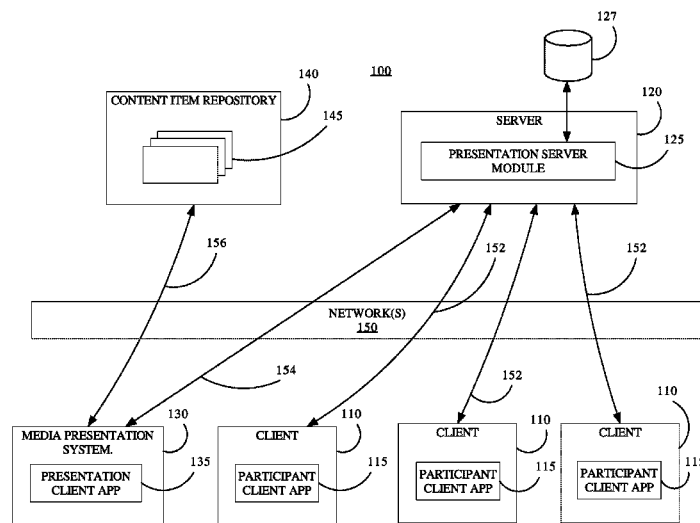 127
100
140
CONTENT ITEM REPOSITORY
145
120
SERVER
PRESENTATION SERVER
MODULE
125
156
152
152
NETWORK(S)
150
154
152
130
MEDIA PRESENTATION
SYSTEM.
PRESENTATION
CLIENT APP
135
110
CLIENT
PARTICIPANT
CLIENT APP
115
110
CLIENT
PARTICIPANT
CLIENT APP
115
110
CLIENT
PARTICIPANT
CLIENT APP